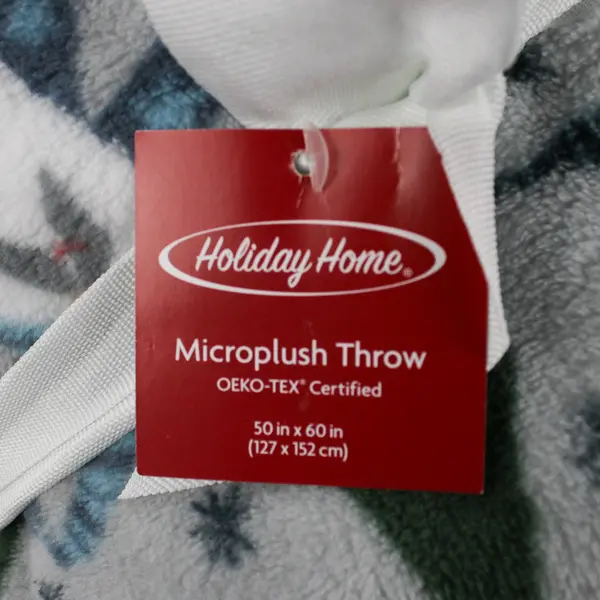 Holiday Home®
Microplush Throw
OEKO-TEX® Certified
50 in x 60 in
(127 x 152 cm)